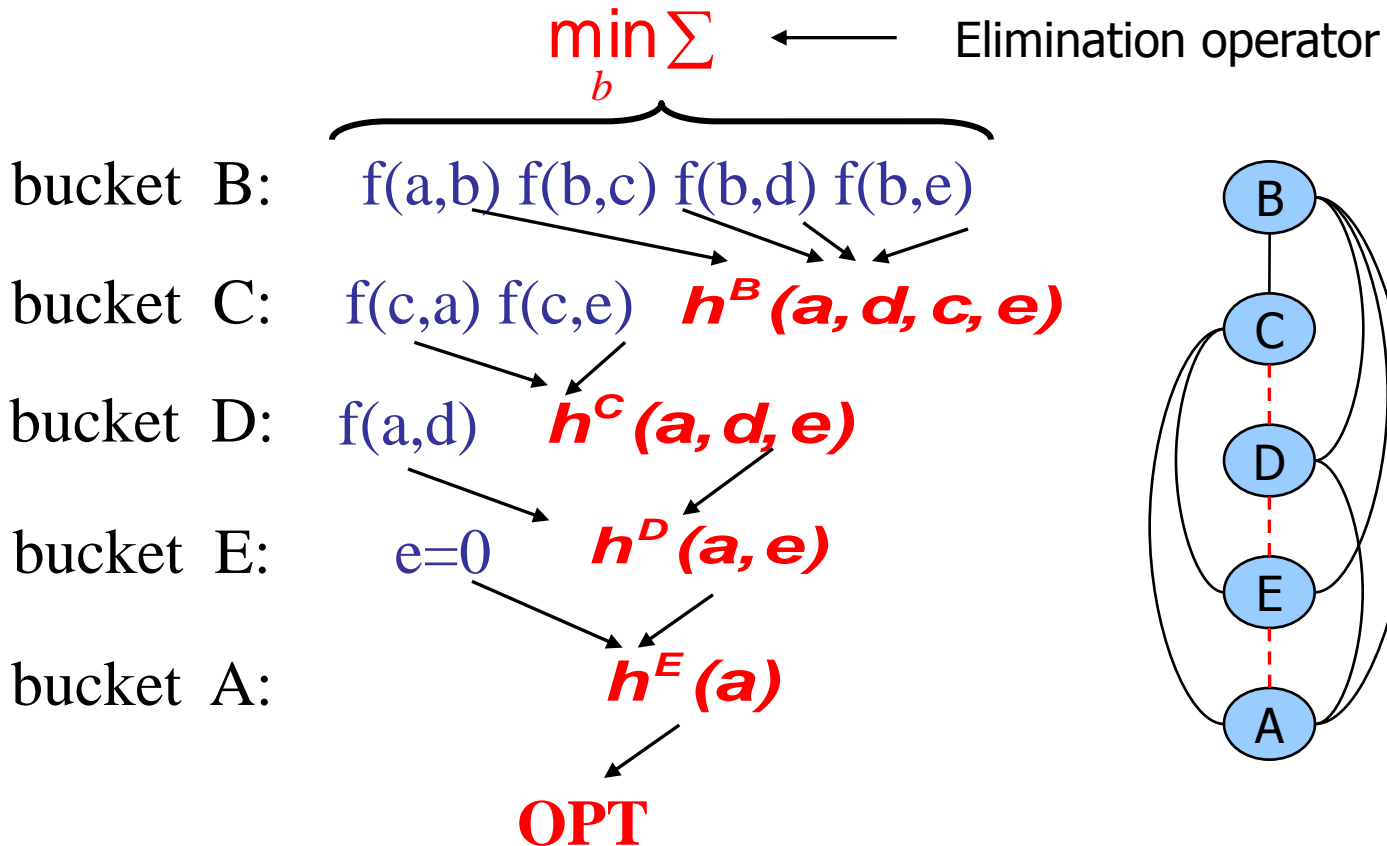 min ∑ Elimination operator
b
bucket B: f(a,b) f(b,c) f(b,d) f(b,e)
bucket C: f(c,a) f(c,e) h^B (a, d, c, e)
bucket D: f(a,d) h^C (a, d, e)
bucket E: e=0 h^D (a, e)
bucket A: h^E (a)
OPT
B
C
D
E
A